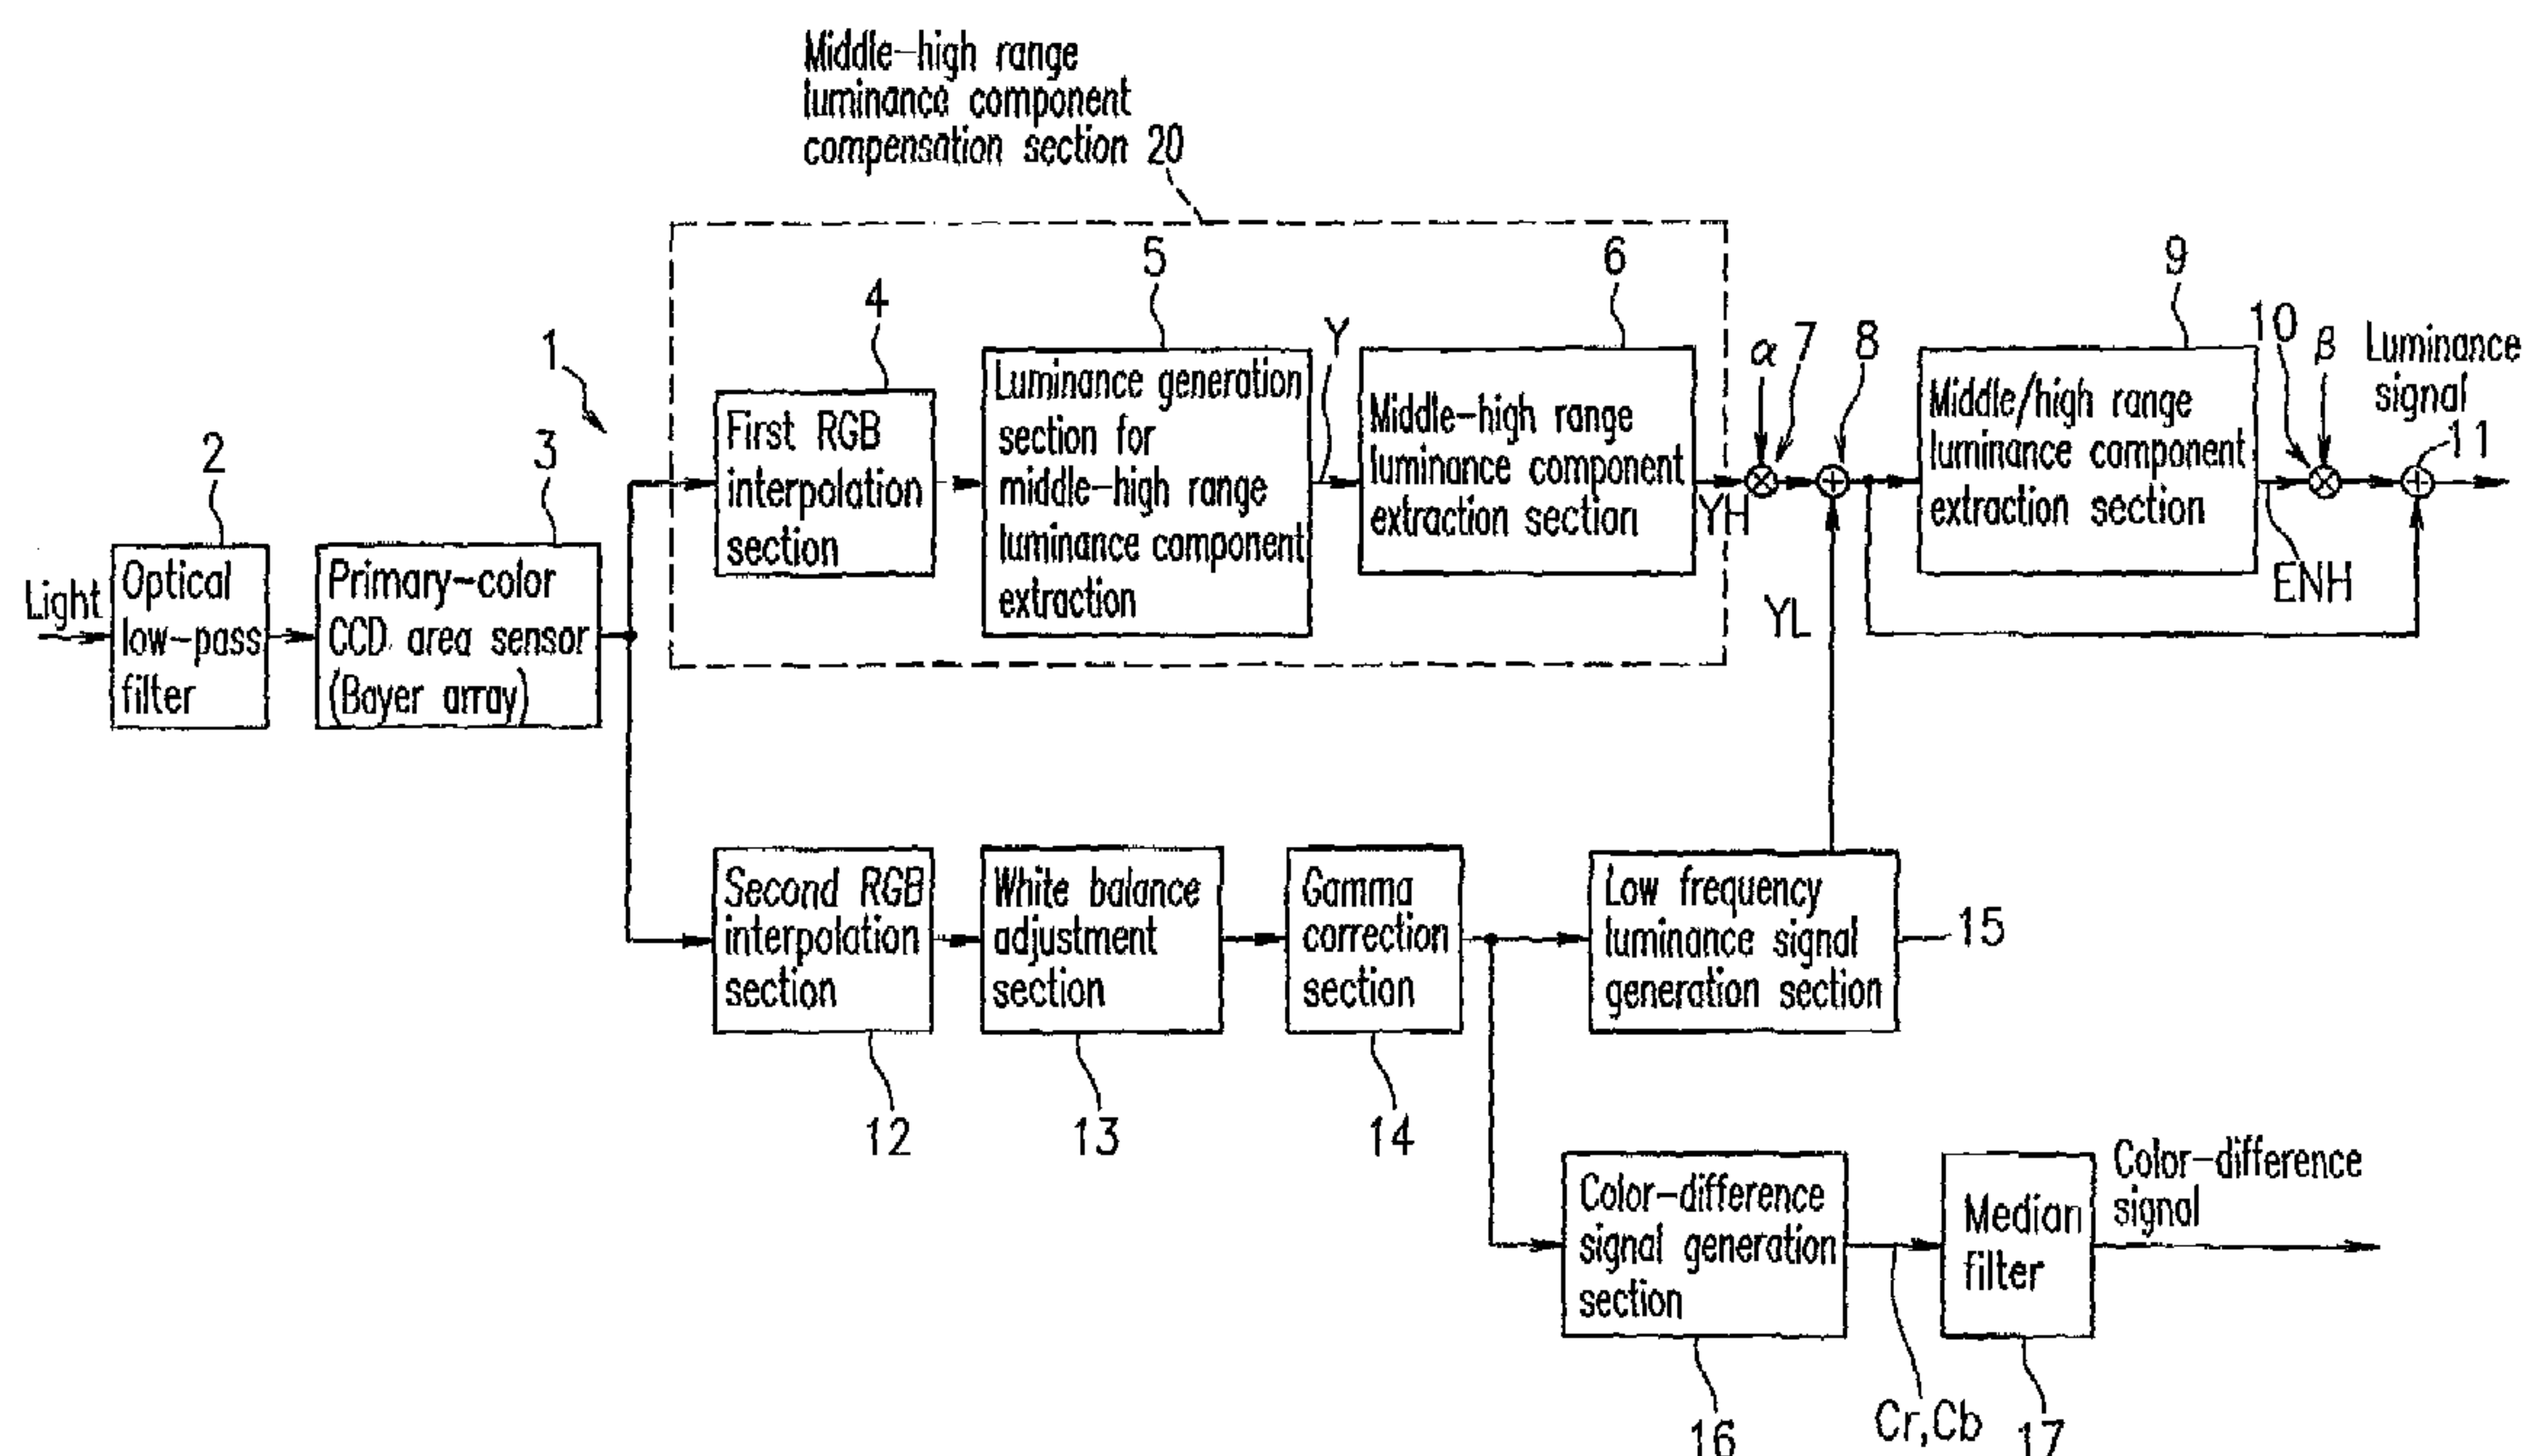 Middle-high range
luminance component
compensation section 20
1
2
3
4
5
6
7
8
9
10
11
α
β
Light
Optical
low-pass
filter
Primary-color
CCD area sensor
(Bayer array)
First RGB
interpolation
section
Luminance generation
section for
middle-high range
luminance component
extraction
Y
Middle-high range
luminance component
extraction section
YH
YL
Middle/high range
luminance component
extraction section
ENH
Luminance
signal
Second RGB
interpolation
section
12
White balance
adjustment
section
13
Gamma
correction
section
14
Low frequency
luminance signal
generation section
15
Color-difference
signal generation
section
16
Cr,Cb
Median
filter
17
Color-difference
signal